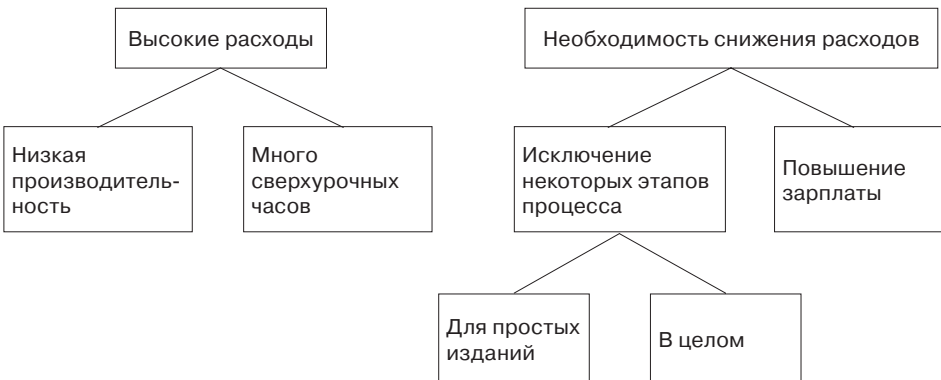 Высокие расходы
Необходимость снижения расходов
Низкая
производитель-
ность
Много
сверхурочных
часов
Исключение
некоторых этапов
процесса
Повышение
зарплаты
Для простых
изданий
В целом